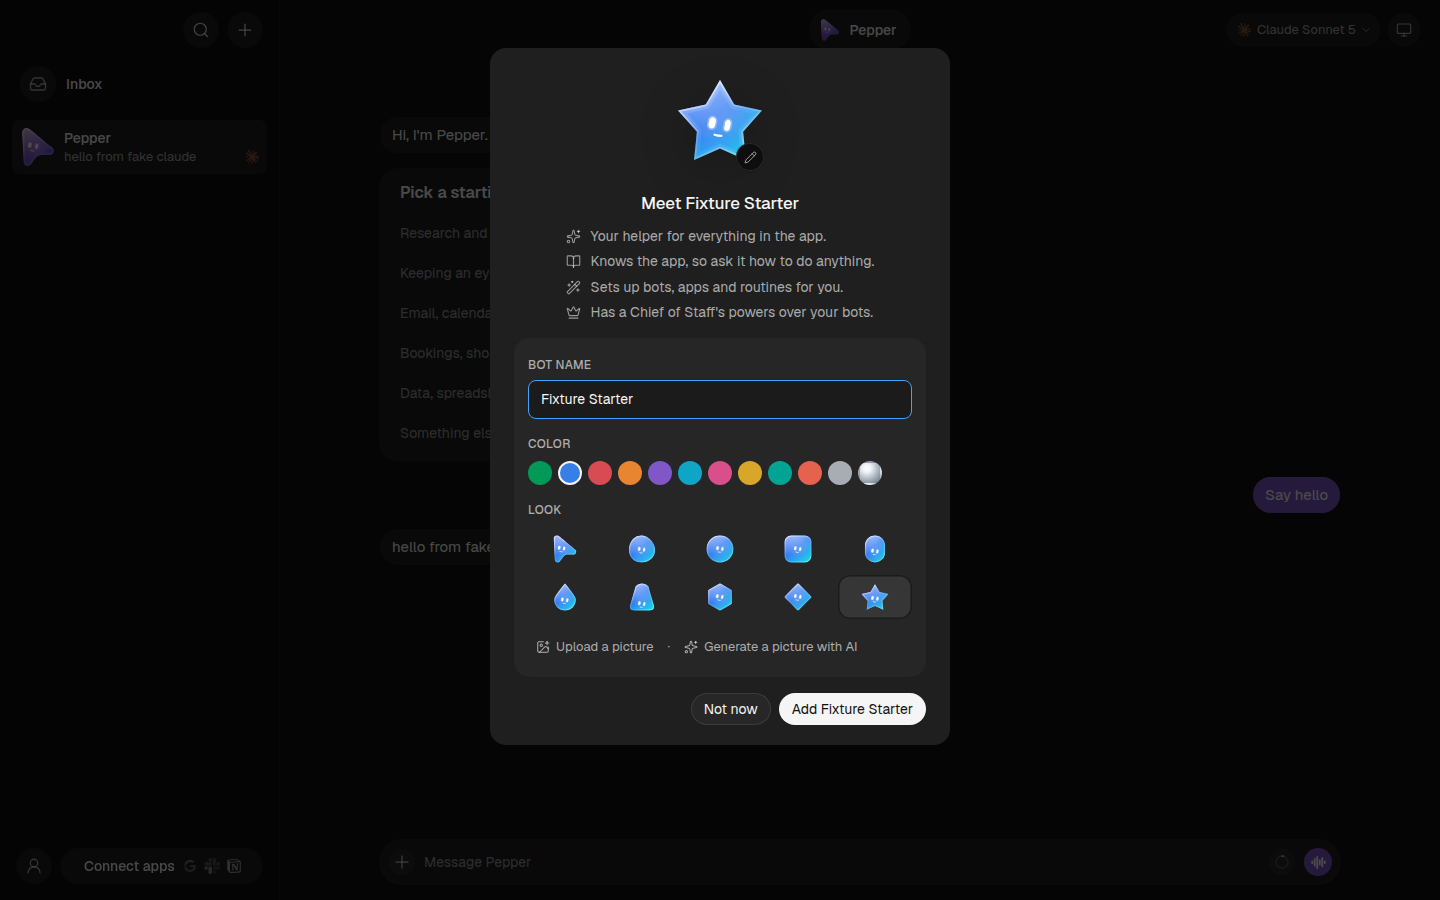 Pepper
Claude Sonnet 5
Inbox
Pepper
hello from fake claude
Hi, I'm Pepper.
Pick a starti
Research and
Keeping an ey
Email, calenda
Bookings, sho
Data, spreadsh
Something els
Say hello
hello from fake
Meet Fixture Starter
Your helper for everything in the app.
Knows the app, so ask it how to do anything.
Sets up bots, apps and routines for you.
Has a Chief of Staff's powers over your bots.
BOT NAME
Fixture Starter
COLOR
LOOK
Upload a picture · Generate a picture with AI
Not now
Add Fixture Starter
Connect apps
Message Pepper